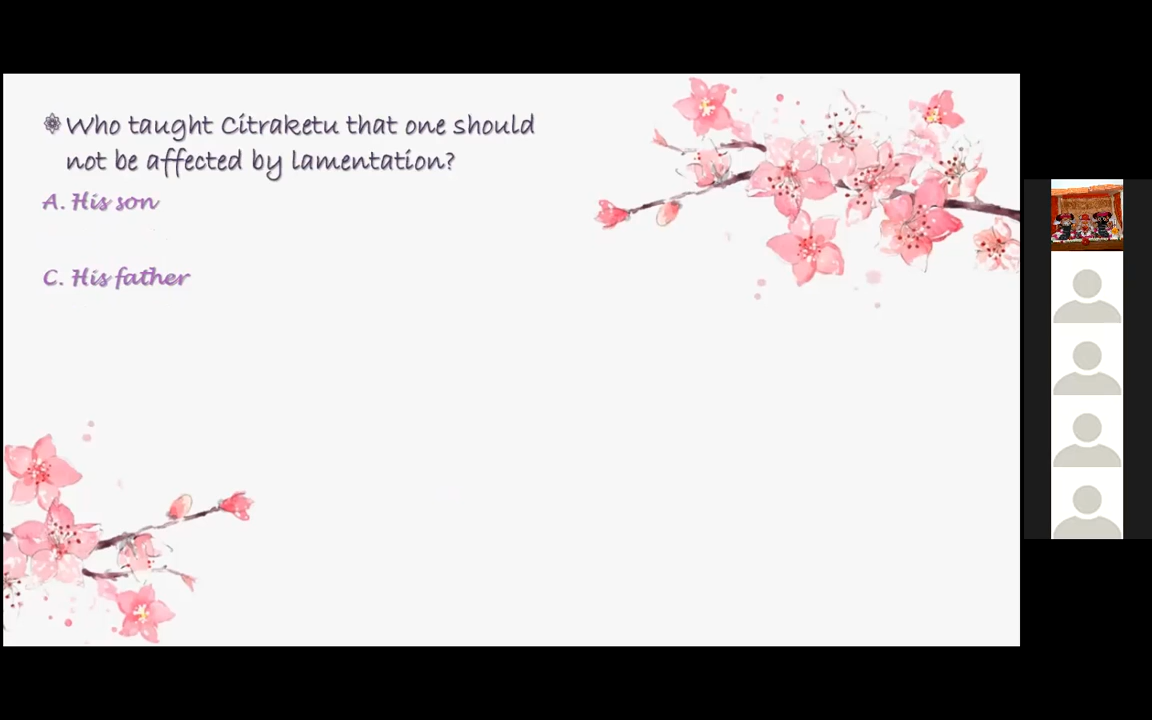 Who taught Citraketu that one should
not be affected by lamentation?
A. His son
C. His father